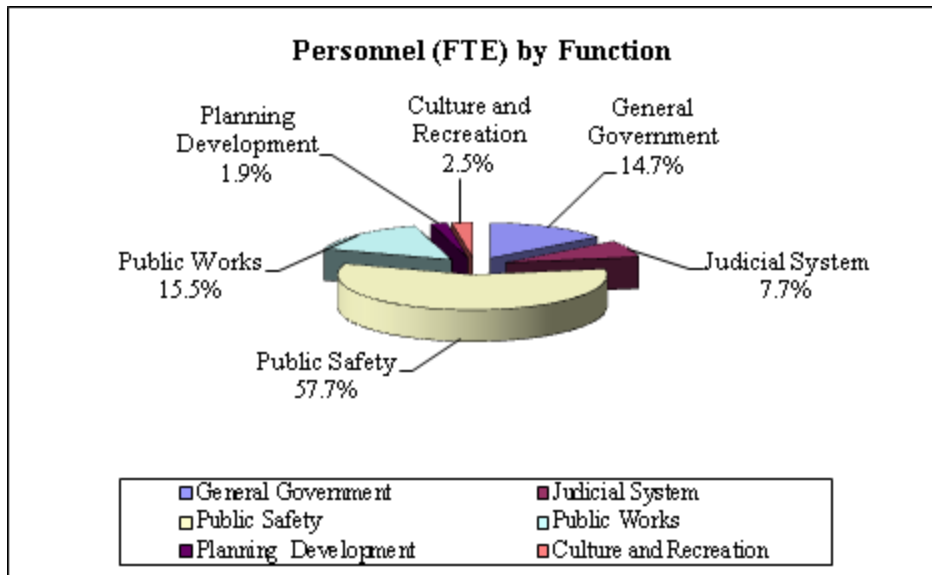 Personnel (FTE) by Function
Planning
Development
1.9%
Culture and
Recreation
2.5%
General
Government
14.7%
Public Works
15.5%
Judicial System
7.7%
Public Safety
57.7%
General Government
Judicial System
Public Safety
Public Works
Planning Development
Culture and Recreation